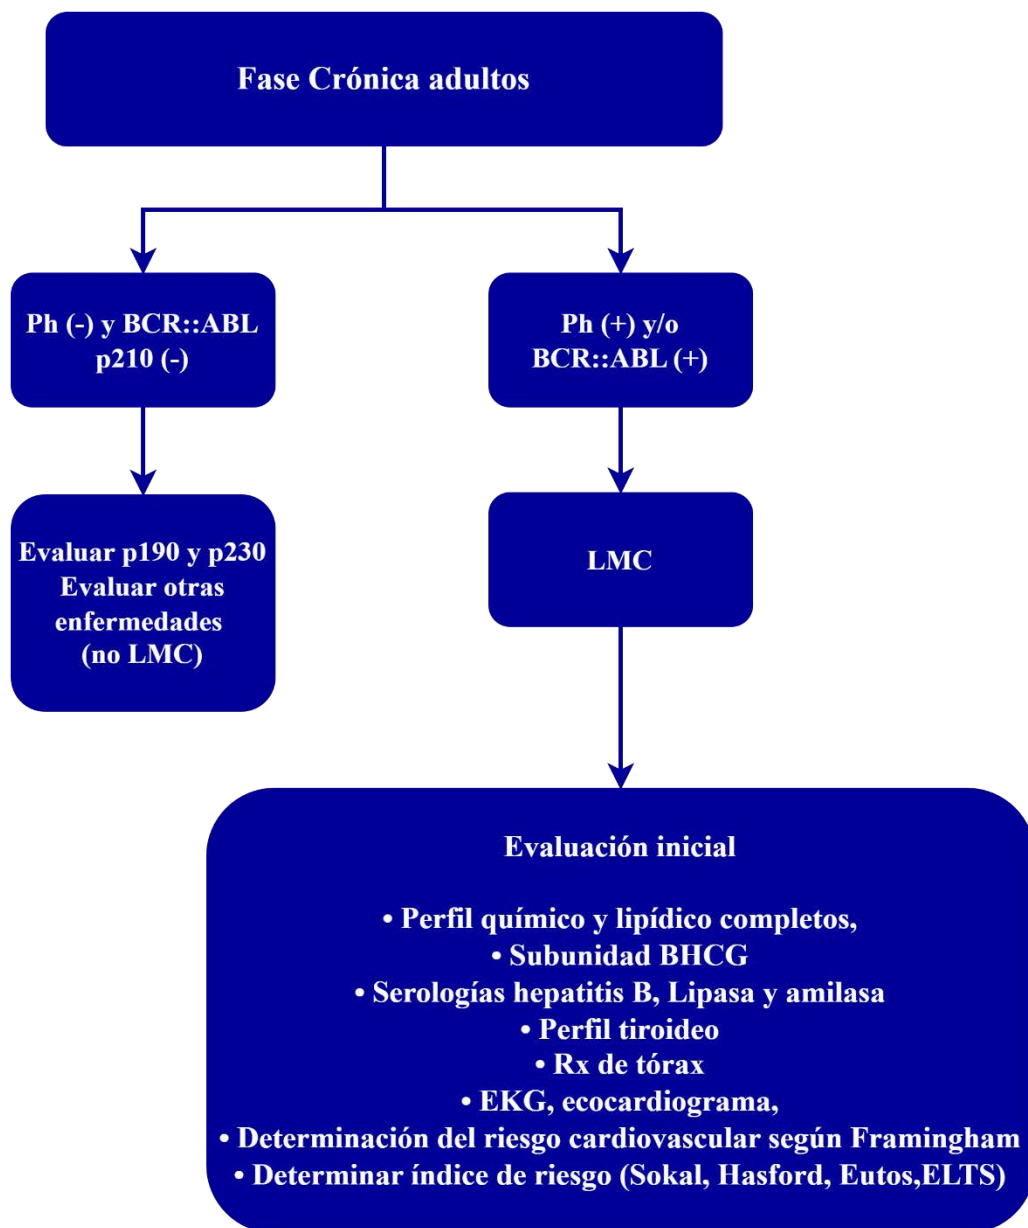 Fase Crónica adultos
Ph (-) y BCR::ABL
p210 (-)
Ph (+) y/o
BCR::ABL (+)
Evaluar p190 y p230
Evaluar otras
enfermedades
(no LMC)
LMC
Evaluación inicial
• Perfil químico y lipídico completos,
• Subunidad BHCG
• Serologías hepatitis B, Lipasa y amilasa
• Perfil tiroideo
• Rx de tórax
• EKG, ecocardiograma,
• Determinación del riesgo cardiovascular según Framingham
• Determinar índice de riesgo (Sokal, Hasford, Eutos,ELTS)